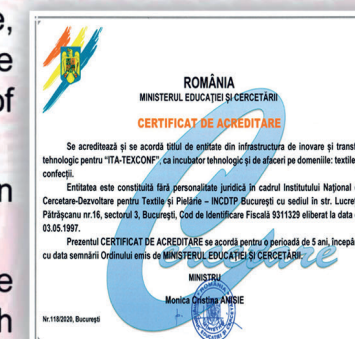 e,
e
of
n
e
h
ROMÂNIA
MINISTERUL EDUCAȚIEI ȘI CERCETĂRII
CERTIFICAT DE ACREDITARE
Se acreditează și se acordă titlul de entitate din infrastructura de inovare și transf
tehnologic pentru "ITA-TEXCONF", ca incubator tehnologic și de afaceri pe domeniile: textile
confecții.
Entitatea este constituită fără personalitate juridică în cadrul Institutului Național
Cercetare-Dezvoltare pentru Textile și Pielărie – INCDTP București cu sediul în str. Lucre
Pătrășcanu nr.16, sectorul 3, București, Cod de Identificare Fiscală 9311329 eliberat la data
03.05.1997.
Prezentul CERTIFICAT DE ACREDITARE se acordă pentru o perioadă de 5 ani, începâ
cu data semnării Ordinului emis de MINISTERUL EDUCAȚIEI ȘI CERCETĂRII.
Cercetare
MINISTRU
Monica Cristina ANISIE
ROMÂNIA
Nr.118/2020, București